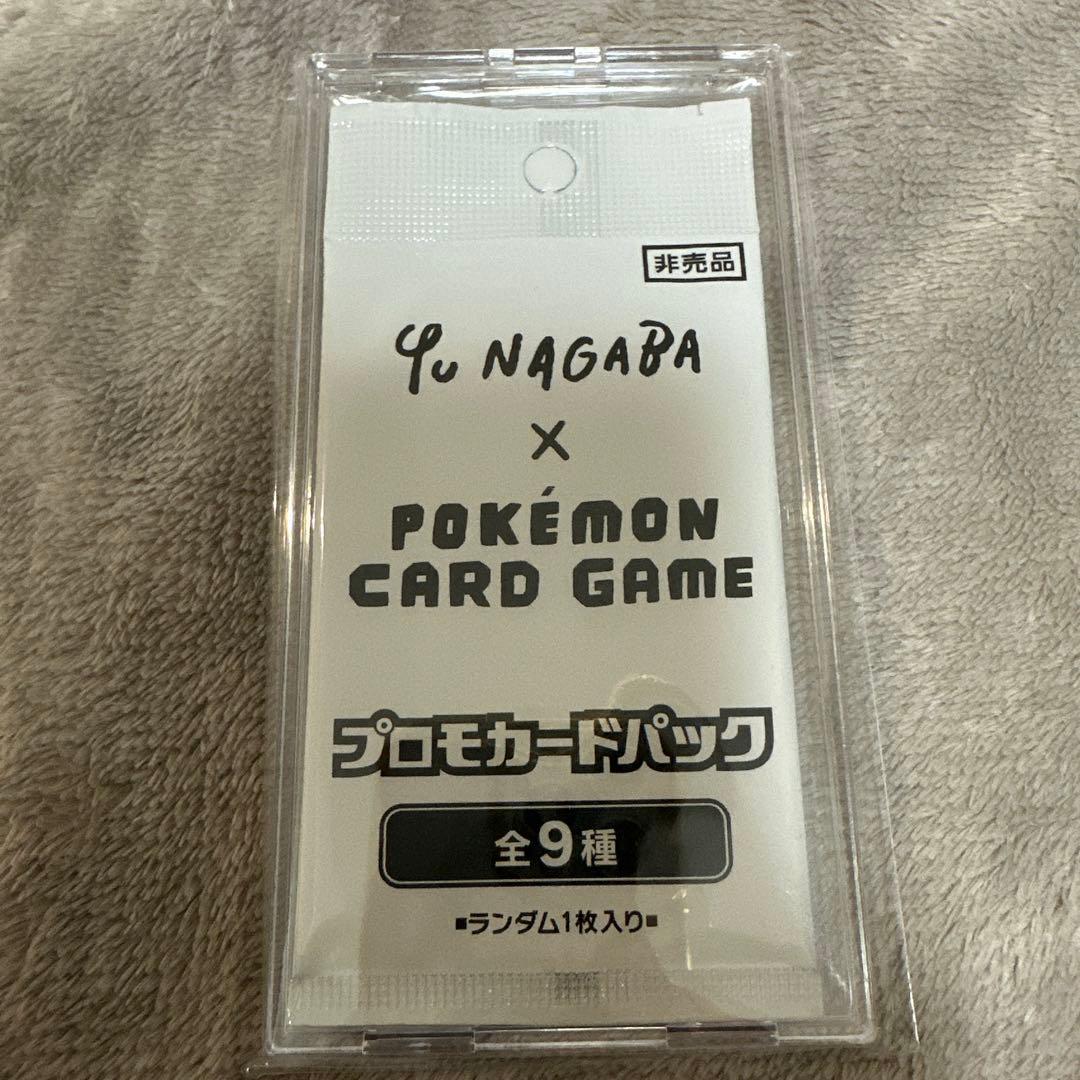 非売品
Yu NAGABA
×
POKÉMON
CARD GAME
プロモカードパック
全9種
■ランダム1枚入り■